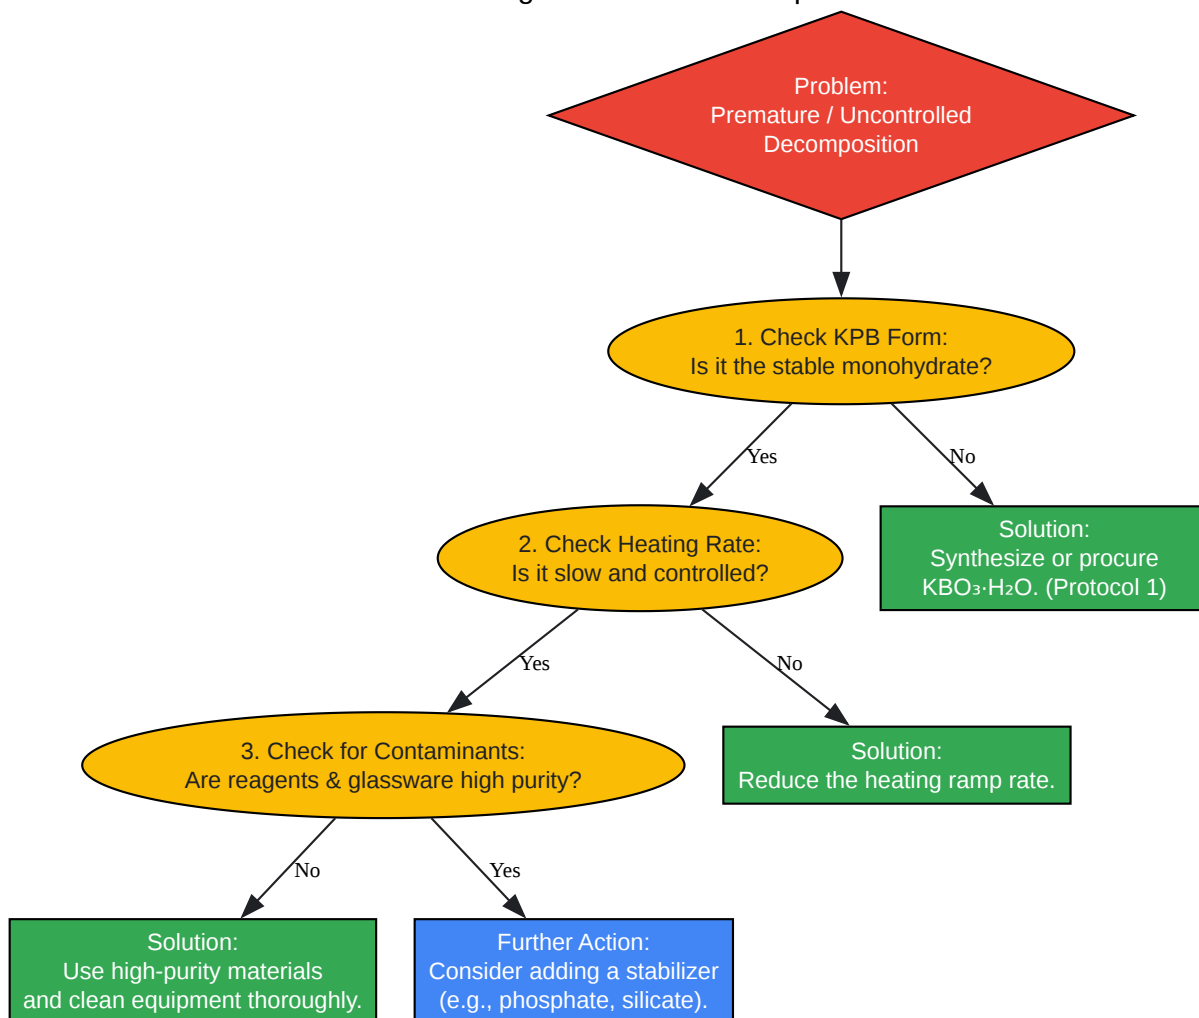 Problem:
Premature / Uncontrolled
Decomposition
1. Check KPB Form:
Is it the stable monohydrate?
Yes
No
2. Check Heating Rate:
Is it slow and controlled?
Solution:
Synthesize or procure
KBO₃·H₂O. (Protocol 1)
Yes
No
3. Check for Contaminants:
Are reagents & glassware high purity?
Solution:
Reduce the heating ramp rate.
No
Yes
Solution:
Use high-purity materials
and clean equipment thoroughly.
Further Action:
Consider adding a stabilizer
(e.g., phosphate, silicate).